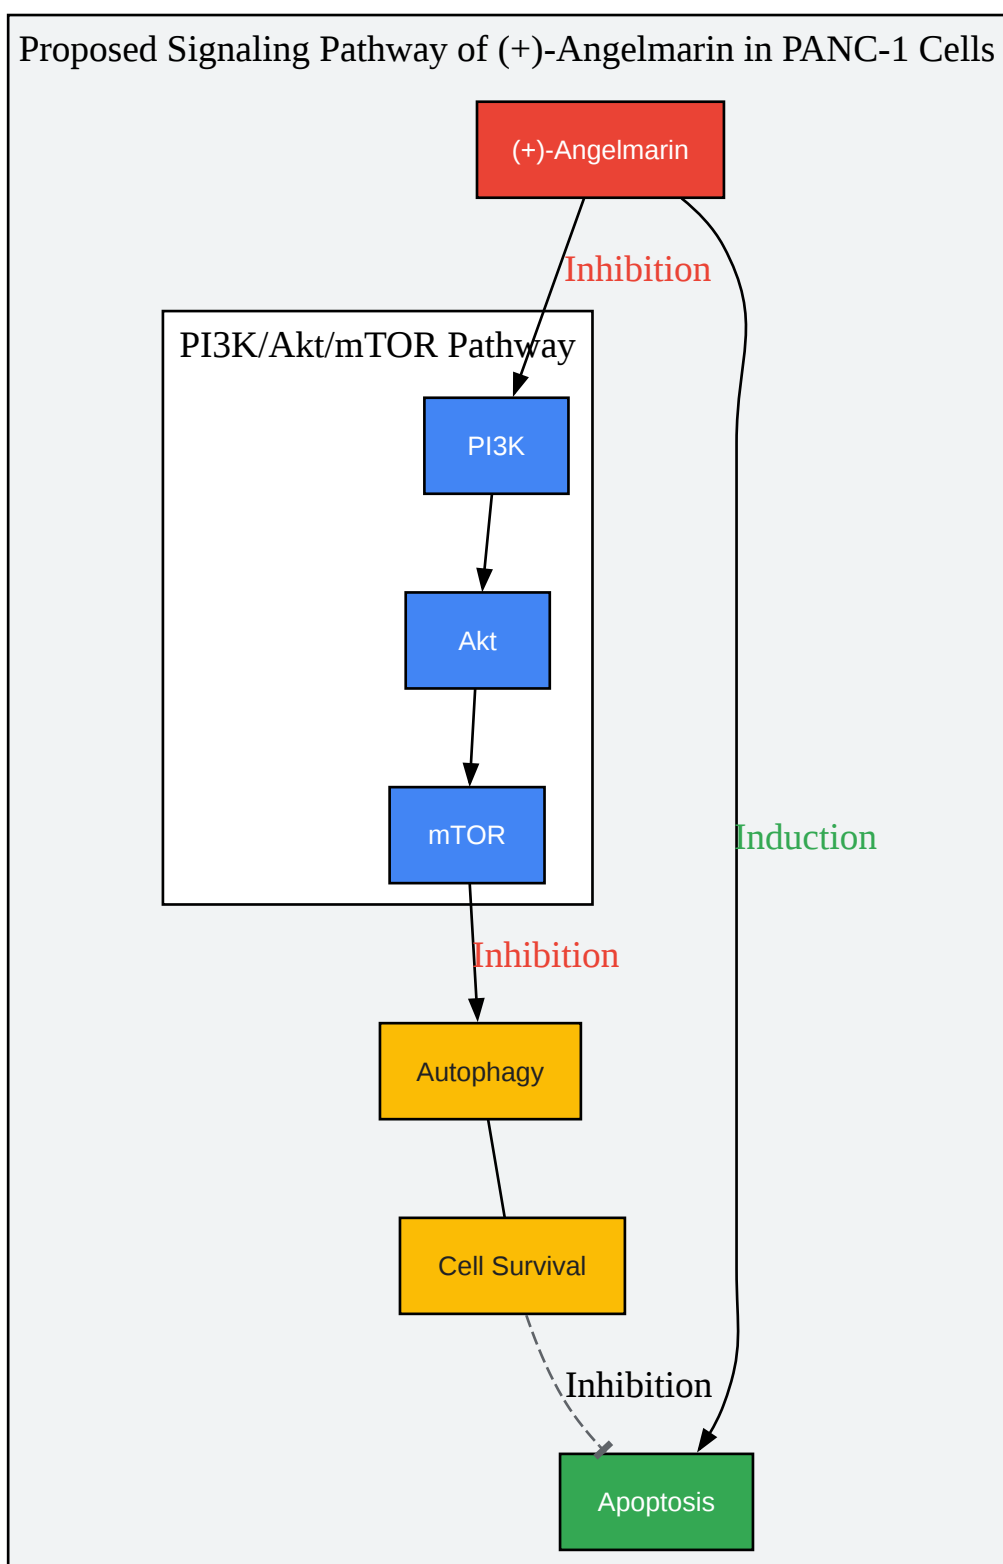 Proposed Signaling Pathway of (+)-Angelmarin in PANC-1 Cells
(+)-Angelmarin
Inhibition
PI3K/Akt/mTOR Pathway
PI3K
Akt
mTOR
Induction
Inhibition
Autophagy
Cell Survival
Inhibition
Apoptosis